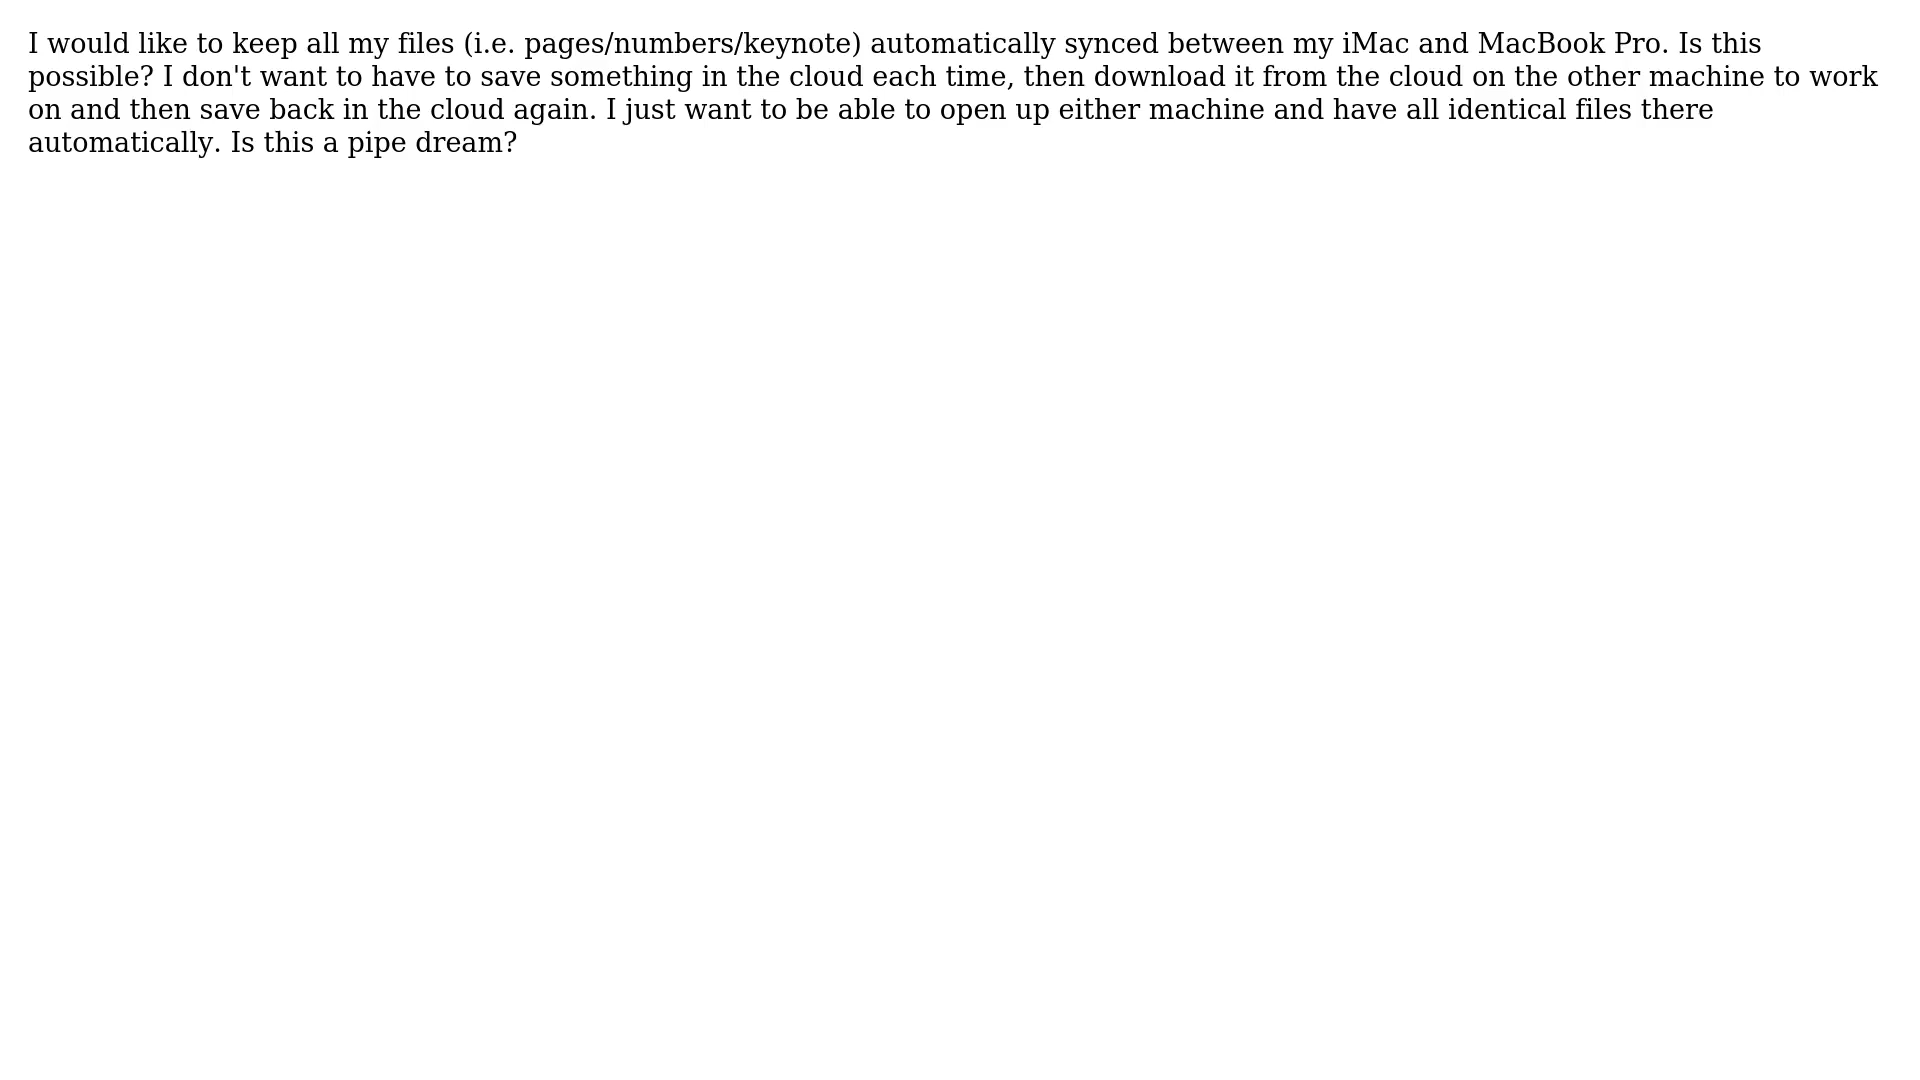 I would like to keep all my files (i.e. pages/numbers/keynote) automatically synced between my iMac and MacBook Pro. Is this
possible? I don't want to have to save something in the cloud each time, then download it from the cloud on the other machine to work
on and then save back in the cloud again. I just want to be able to open up either machine and have all identical files there
automatically. Is this a pipe dream?